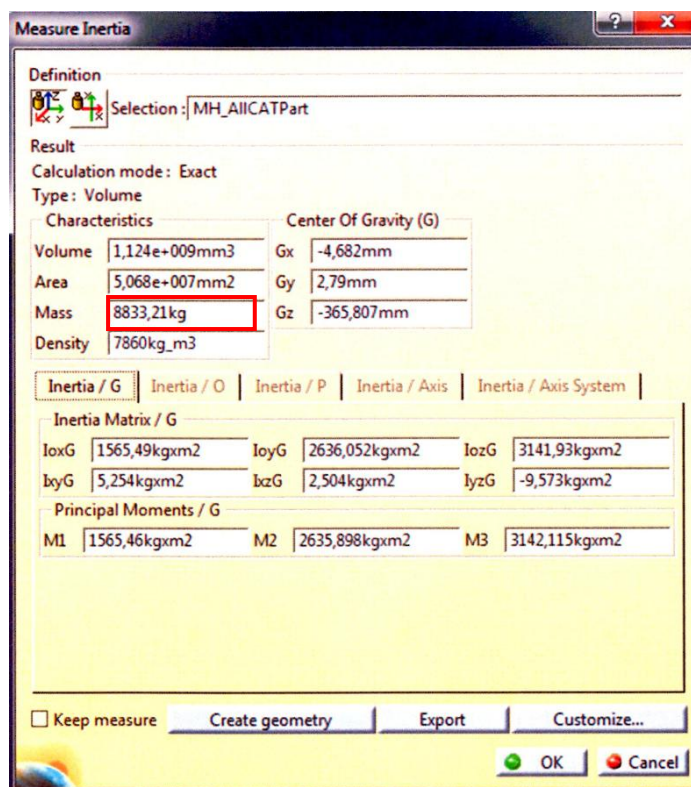 Measure Inertia
Definition
Selection : MH_AllCATPart
Result
Calculation mode : Exact
Type : Volume
Characteristics Center Of Gravity (G)
Volume 1,124e+009mm3 Gx -4,682mm
Area 5,068e+007mm2 Gy 2,79mm
Mass 8833,21kg Gz -365,807mm
Density 7860kg_m3
Inertia / G Inertia / O Inertia / P Inertia / Axis Inertia / Axis System
Inertia Matrix / G
IoxG 1565,49kgxm2 IoyG 2636,052kgxm2 IozG 3141,93kgxm2
IxyG 5,254kgxm2 IxzG 2,504kgxm2 IyzG -9,573kgxm2
Principal Moments / G
M1 1565,46kgxm2 M2 2635,898kgxm2 M3 3142,115kgxm2
Keep measure Create geometry Export Customize...
OK Cancel